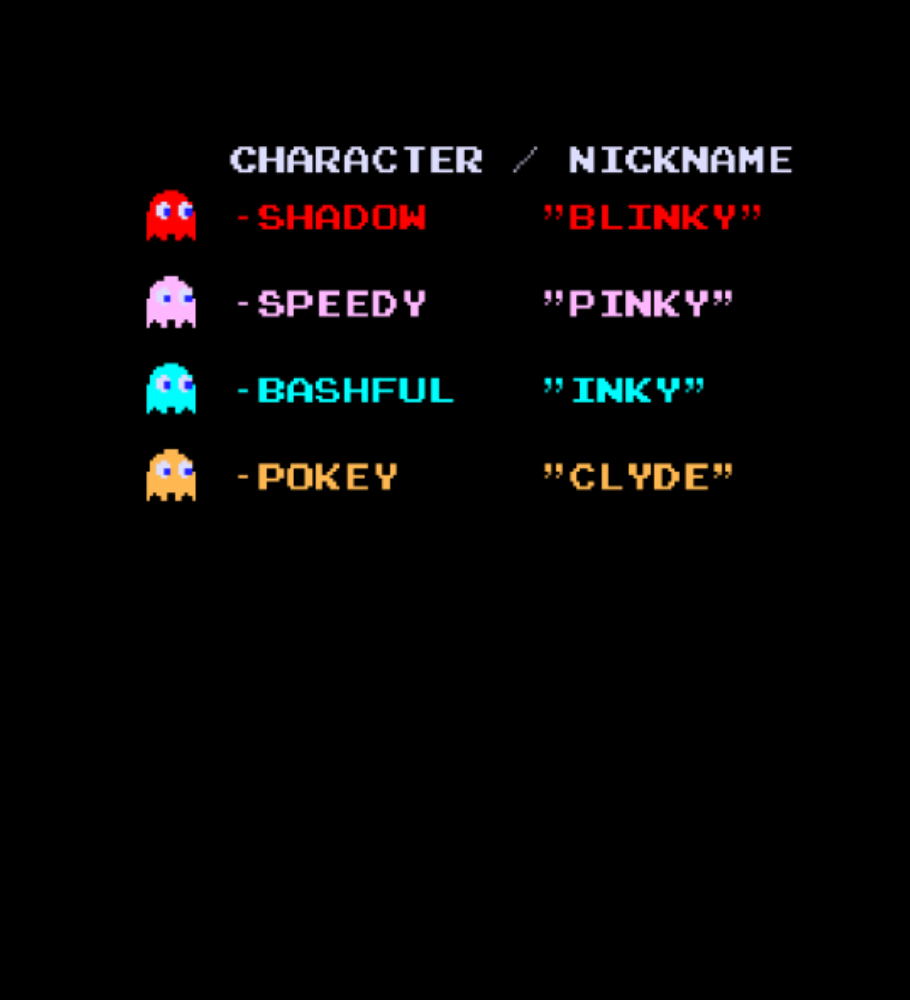 CHARACTER / NICKNAME
-SHADOW ”BLINKY”
-SPEEDY ”PINKY”
-BASHFUL ”INKY”
-POKEY ”CLYDE”